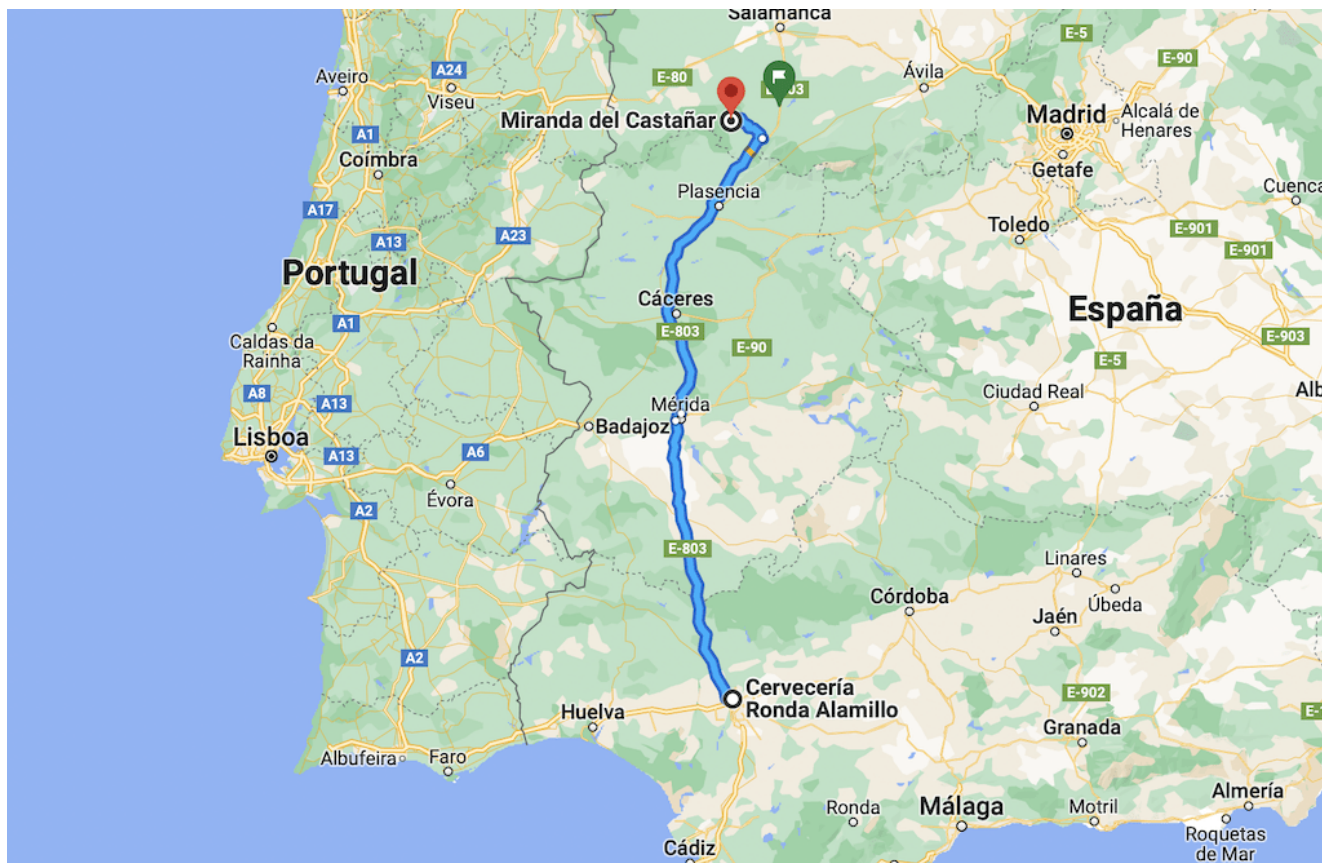 Salamanca
E-5
E-90
A24
E-80
Ávila
Aveiro
Viseu
Alcalá de
Henares
Miranda del Castañar
Madrid
A1
Coímbra
Getafe
Plasencia
Cuenca
A17
Toledo
A13
A23
E-901
E-901
Portugal
Cáceres
España
A1
E-803
Caldas da
Rainha
E-90
E-5
E-903
A8
A13
Ciudad Real
Mérida
Badajoz
Lisboa
A13
A6
Évora
A2
E-803
Linares
Córdoba
Úbeda
Jaén
A2
Cervecería
Ronda Alamillo
E-902
Huelva
Granada
Albufeira
Faro
Ronda
Málaga
Motril
Almería
Roquetas
de Mar
Cádiz